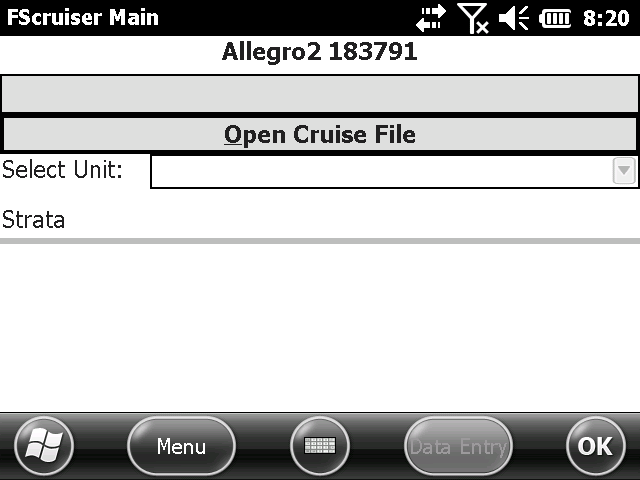 FScruiser Main 8:20
Allegro2 183791
Open Cruise File
Select Unit:
Strata
Menu Data Entry OK